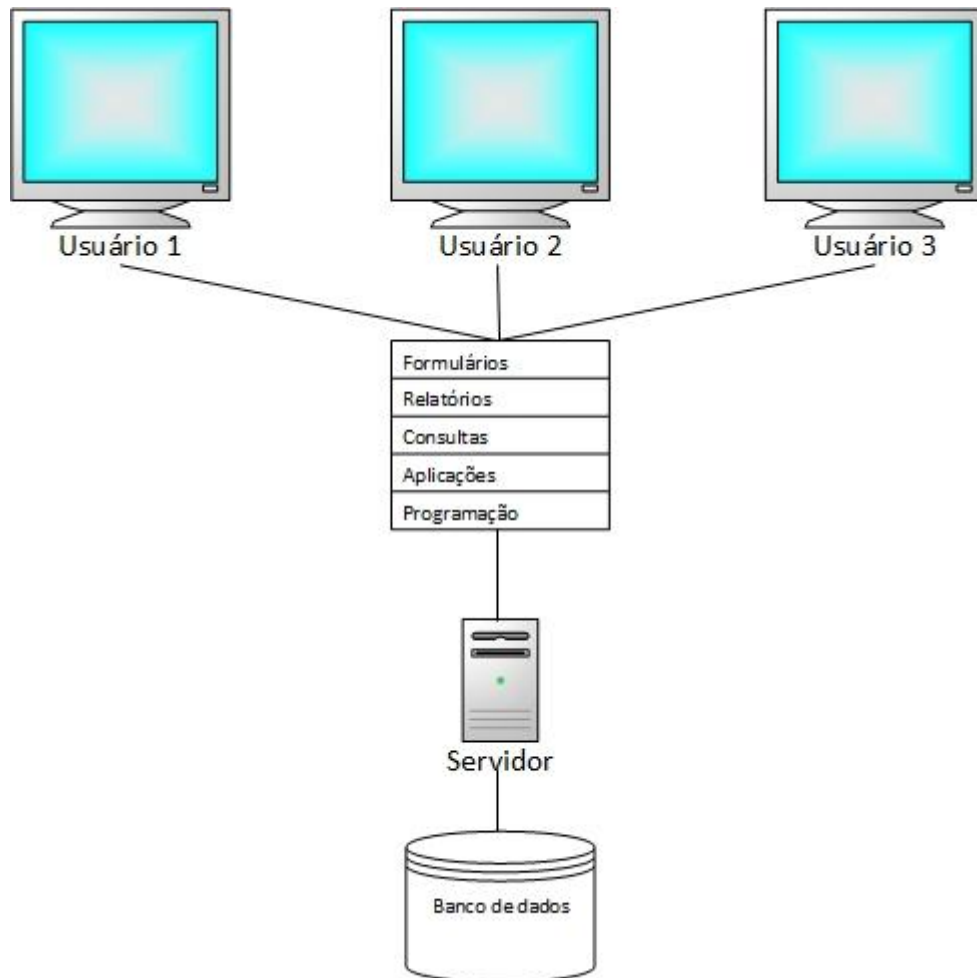 Usuário 1
Usuário 2
Usuário 3
Formulários
Relatórios
Consultas
Aplicações
Programação
Servidor
Banco de dados